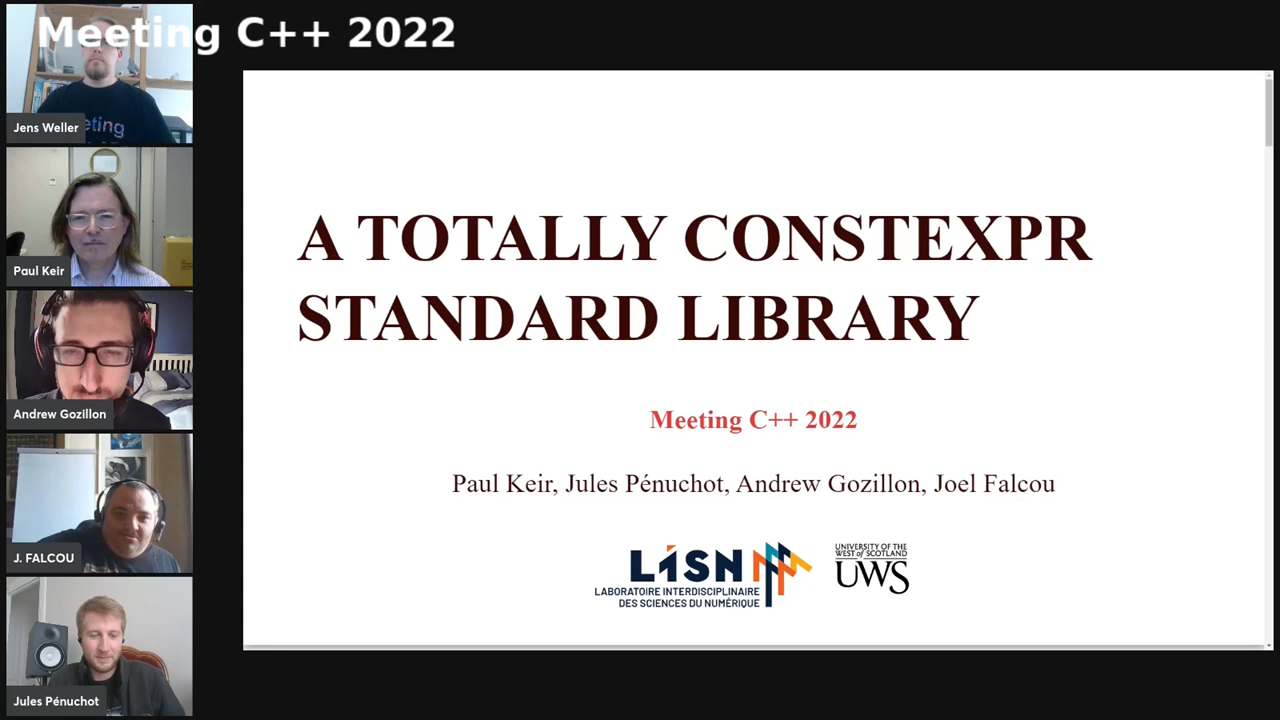 Meeting C++ 2022
eting
Jens Weller
Paul Keir
Andrew Gozillon
J. FALCOU
Jules Pénuchot
A TOTALLY CONSTEXPR
STANDARD LIBRARY
Meeting C++ 2022
Paul Keir, Jules Pénuchot, Andrew Gozillon, Joel Falcou
LISN
LABORATOIRE INTERDISCIPLINAIRE
DES SCIENCES DU NUMÉRIQUE
UNIVERSITY OF THE
WEST of SCOTLAND
UWS